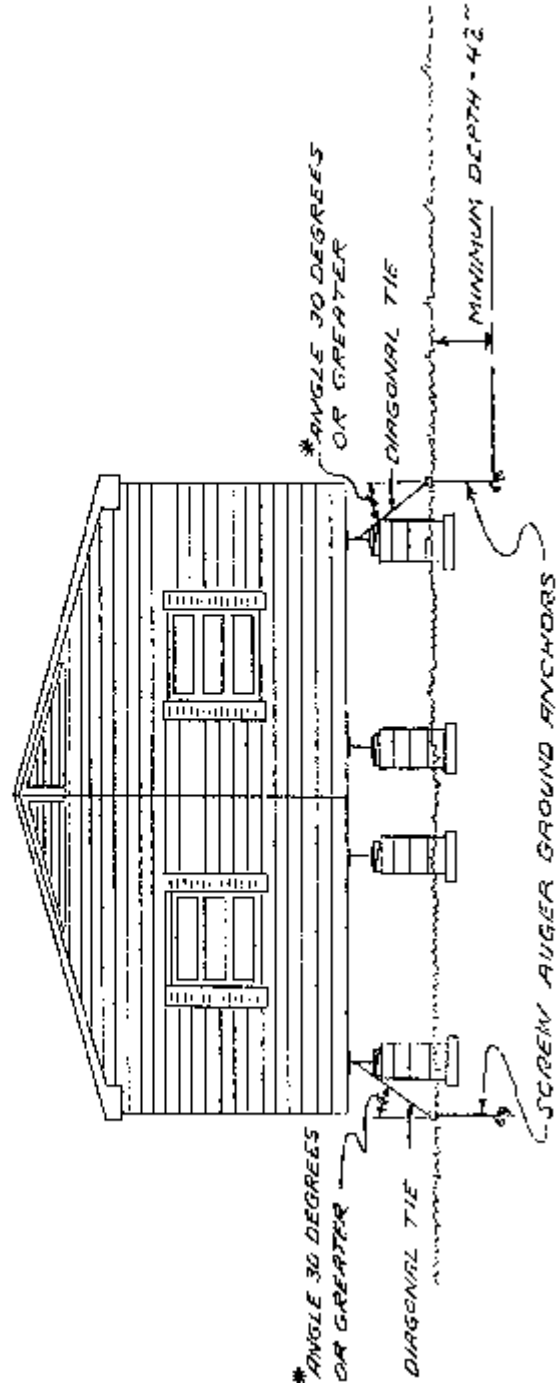 *ANGLE 30 DEGREES
OR GREATER
DIAGONAL TIE
*ANGLE 30 DEGREES
OR GREATER
DIAGONAL TIE
MINIMUM DEPTH - 42"
SCREW AUGER GROUND ANCHORS